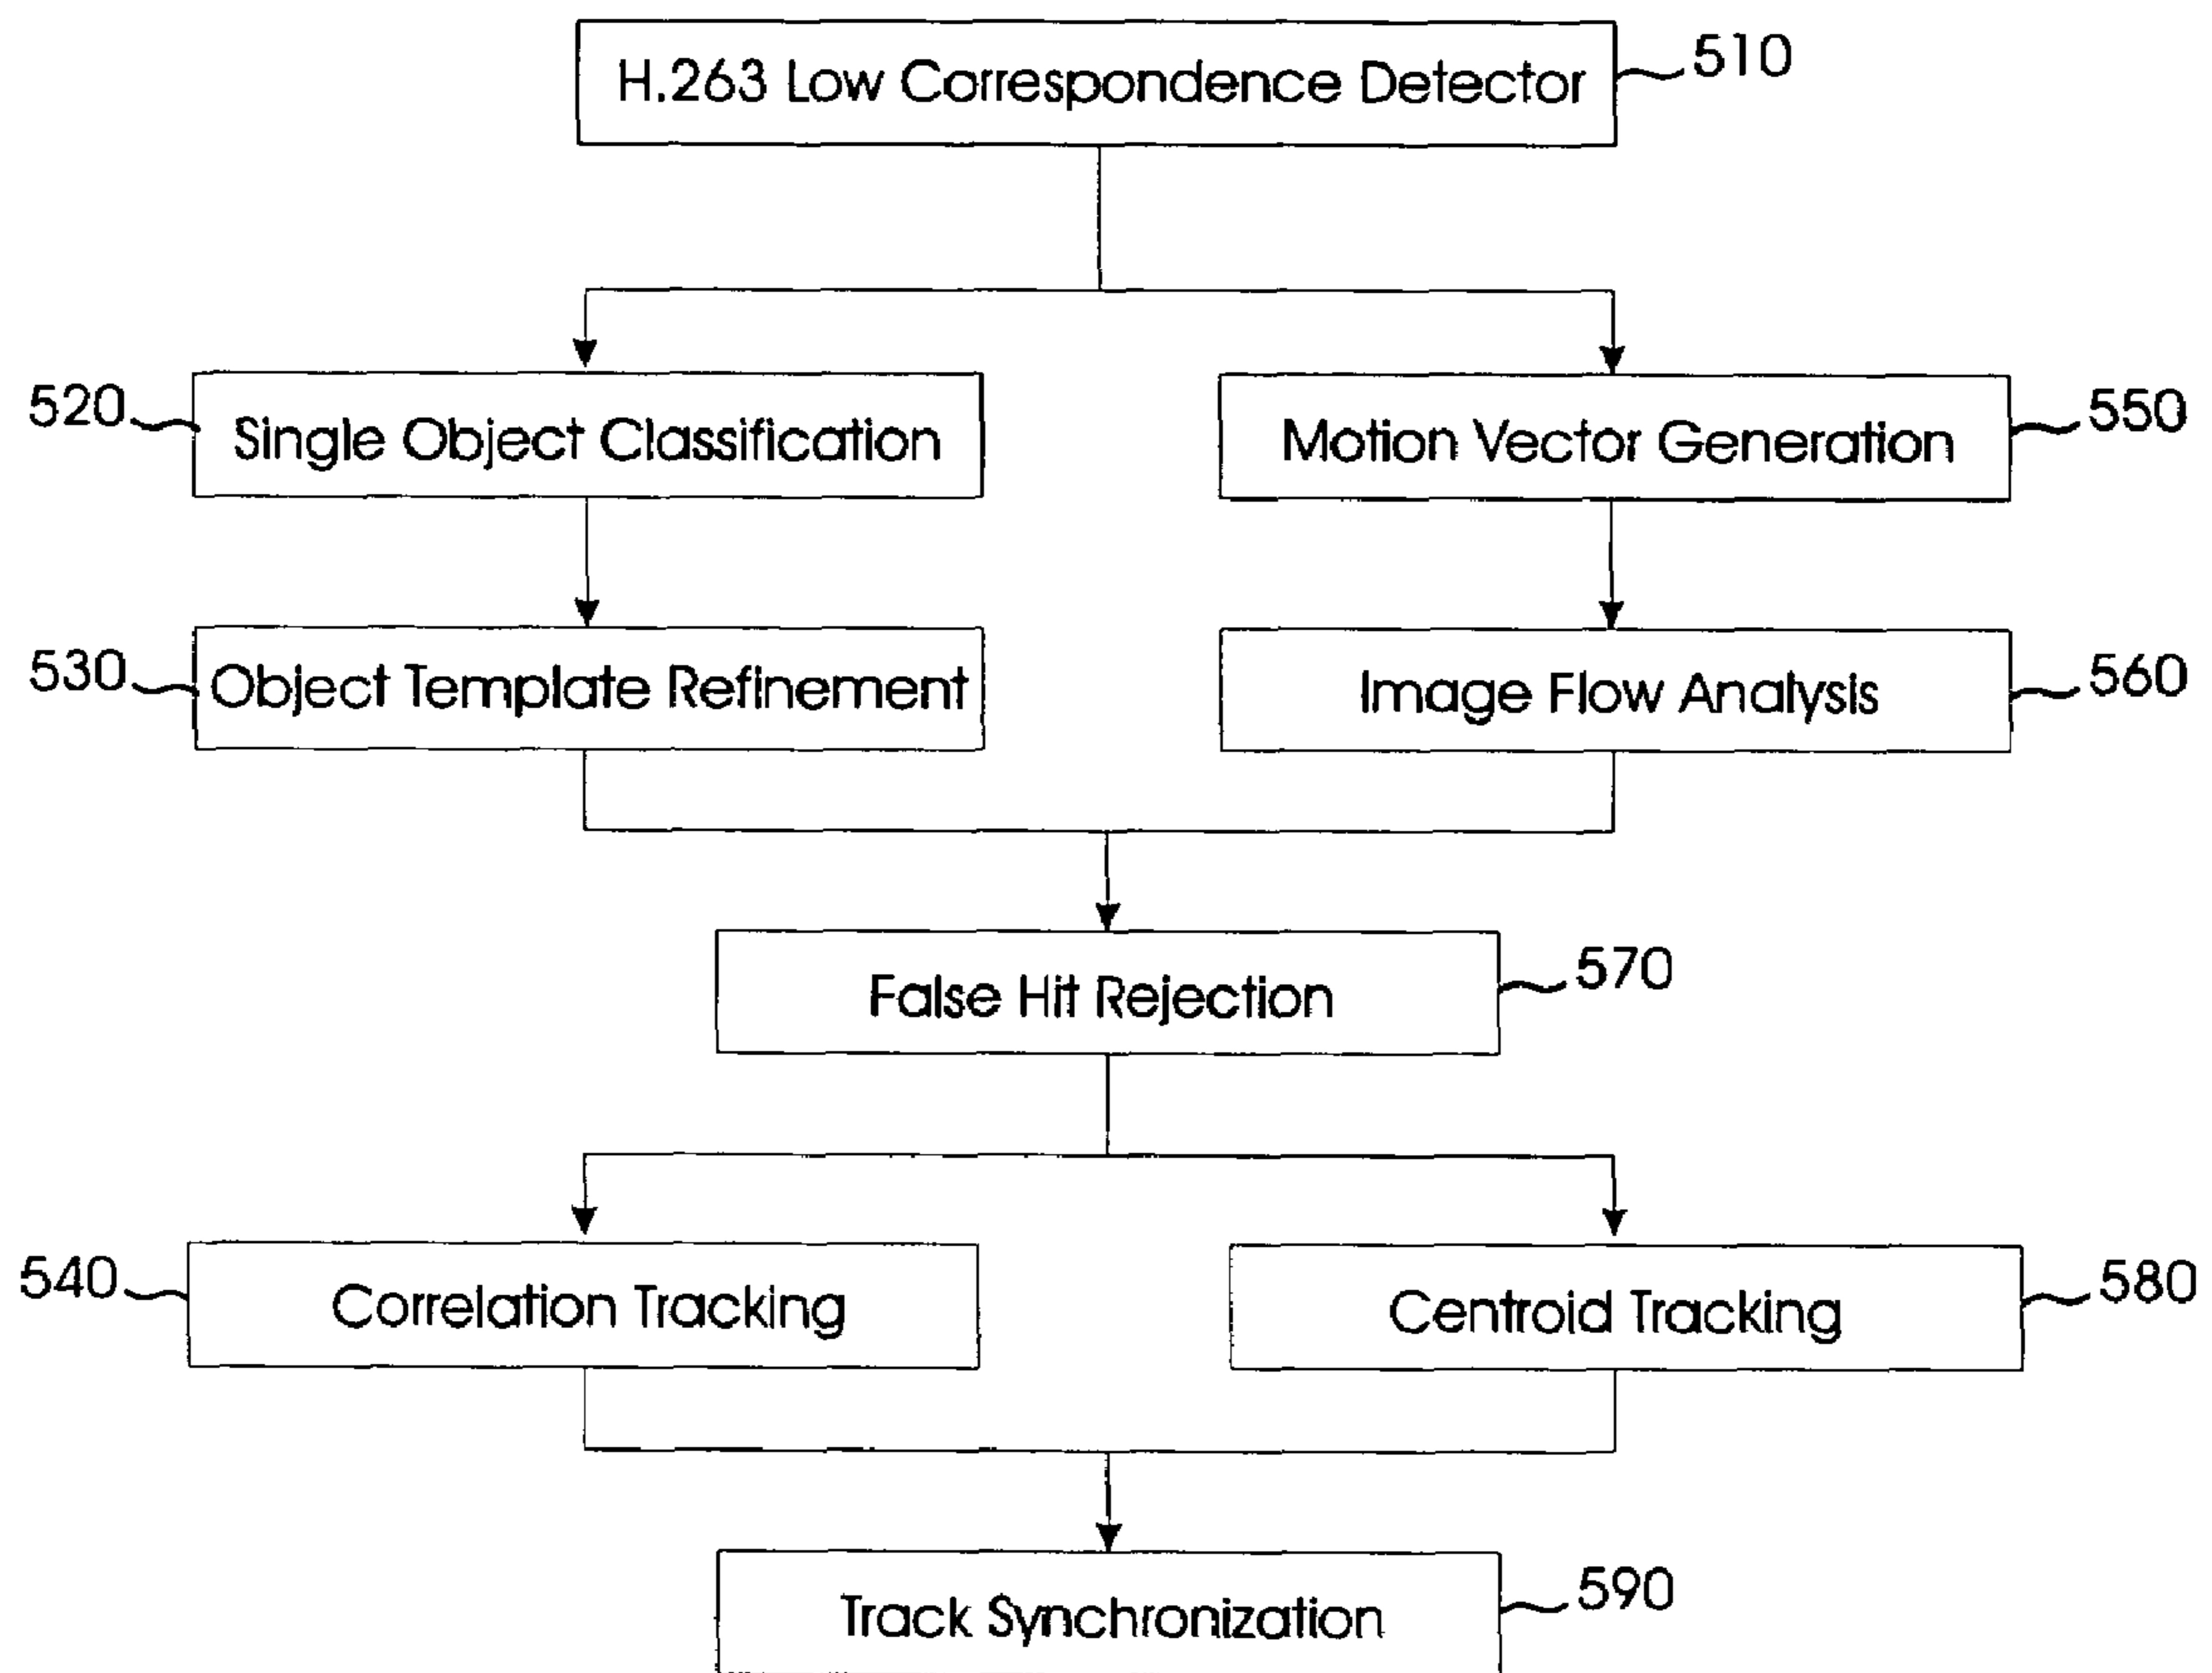 H.263 Low Correspondence Detector
510
520
Single Object Classification
Motion Vector Generation
550
530
Object Template Refinement
Image Flow Analysis
560
False Hit Rejection
570
540
Correlation Tracking
Centroid Tracking
580
Track Synchronization
590